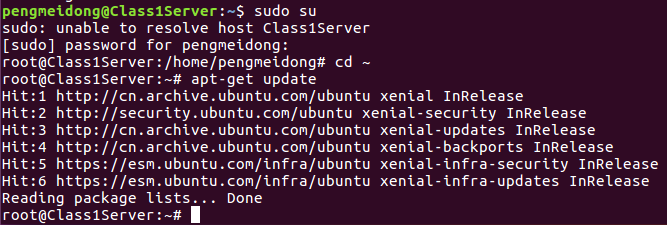 pengmeidong@Class1Server:~$ sudo su
sudo: unable to resolve host Class1Server
[sudo] password for pengmeidong:
root@Class1Server:/home/pengmeidong# cd ~
root@Class1Server:~# apt-get update
Hit:1 http://cn.archive.ubuntu.com/ubuntu xenial InRelease
Hit:2 http://security.ubuntu.com/ubuntu xenial-security InRelease
Hit:3 http://cn.archive.ubuntu.com/ubuntu xenial-updates InRelease
Hit:4 http://cn.archive.ubuntu.com/ubuntu xenial-backports InRelease
Hit:5 https://esm.ubuntu.com/infra/ubuntu xenial-infra-security InRelease
Hit:6 https://esm.ubuntu.com/infra/ubuntu xenial-infra-updates InRelease
Reading package lists... Done
root@Class1Server:~#